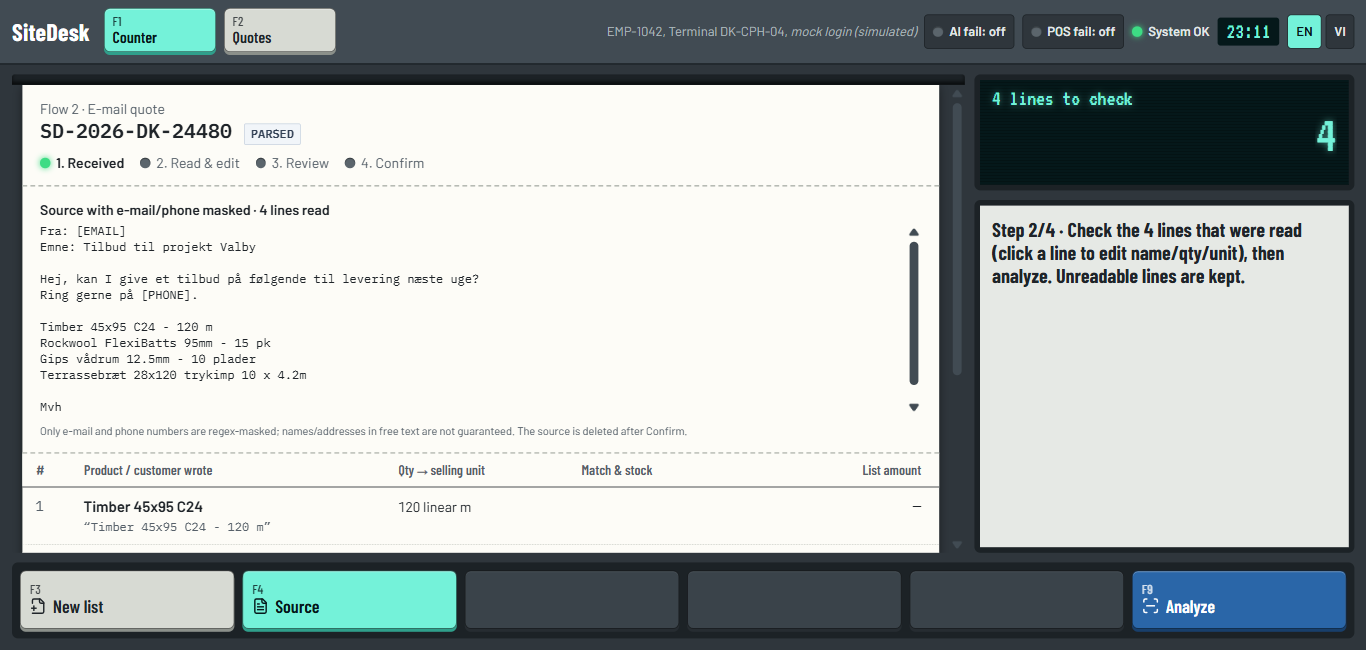 SiteDesk
F1
Counter
F2
Quotes
EMP-1042, Terminal DK-CPH-04, mock login (simulated)
AI fail: off
POS fail: off
System OK
23:11
EN
VI
Flow 2 · E-mail quote
SD-2026-DK-24480
PARSED
1. Received
2. Read & edit
3. Review
4. Confirm
Source with e-mail/phone masked · 4 lines read
Fra: [EMAIL]
Emne: Tilbud til projekt Valby
Hej, kan I give et tilbud på følgende til levering næste uge?
Ring gerne på [PHONE].
Timber 45x95 C24 - 120 m
Rockwool FlexiBatts 95mm - 15 pk
Gips vådrum 12.5mm - 10 plader
Terrassebræt 28x120 trykimp 10 x 4.2m
Mvh
Only e-mail and phone numbers are regex-masked; names/addresses in free text are not guaranteed. The source is deleted after Confirm.
# Product / customer wrote Qty → selling unit Match & stock List amount
1 Timber 45x95 C24 120 linear m –
“Timber 45x95 C24 - 120 m”
4 lines to check
4
Step 2/4 · Check the 4 lines that were read
(click a line to edit name/qty/unit), then
analyze. Unreadable lines are kept.
F3
New list
F4
Source
F9
Analyze